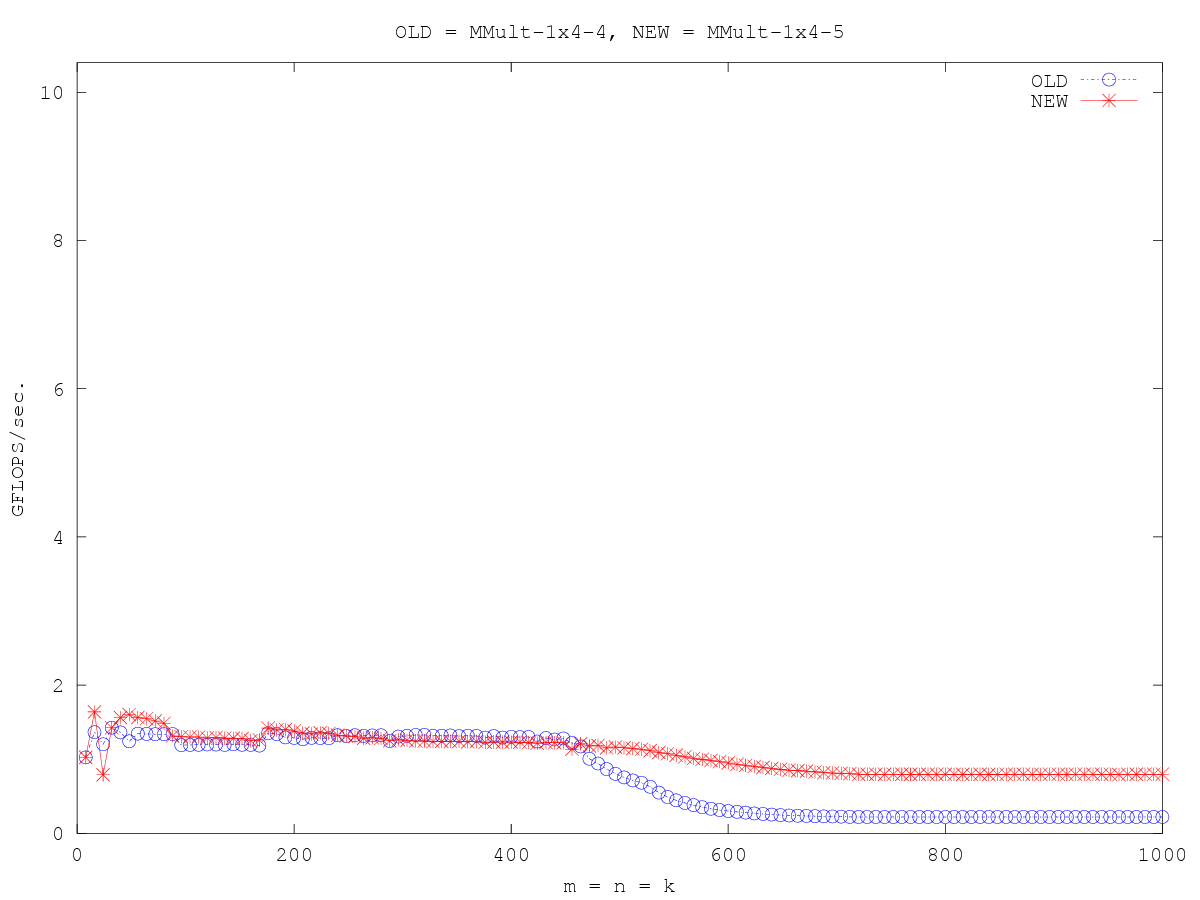 OLD = MMult-1x4-4, NEW = MMult-1x4-5
OLD
NEW
10
8
6
4
2
0
GFLOPS/sec.
0 200 400 600 800 1000
m = n = k